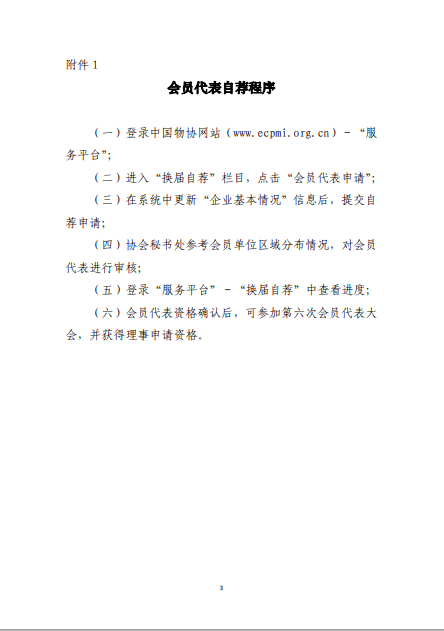 附件 1
会员代表自荐程序
（一）登录中国物协网站（www.ecpmi.org.cn）-“服
务平台”；
（二）进入“换届自荐”栏目，点击“会员代表申请”；
（三）在系统中更新“企业基本情况”信息后，提交自
荐申请；
（四）协会秘书处参考会员单位区域分布情况，对会员
代表进行审核；
（五）登录“服务平台”-“换届自荐”中查看进度；
（六）会员代表资格确认后，可参加第六次会员代表大
会，并获得理事申请资格。
3